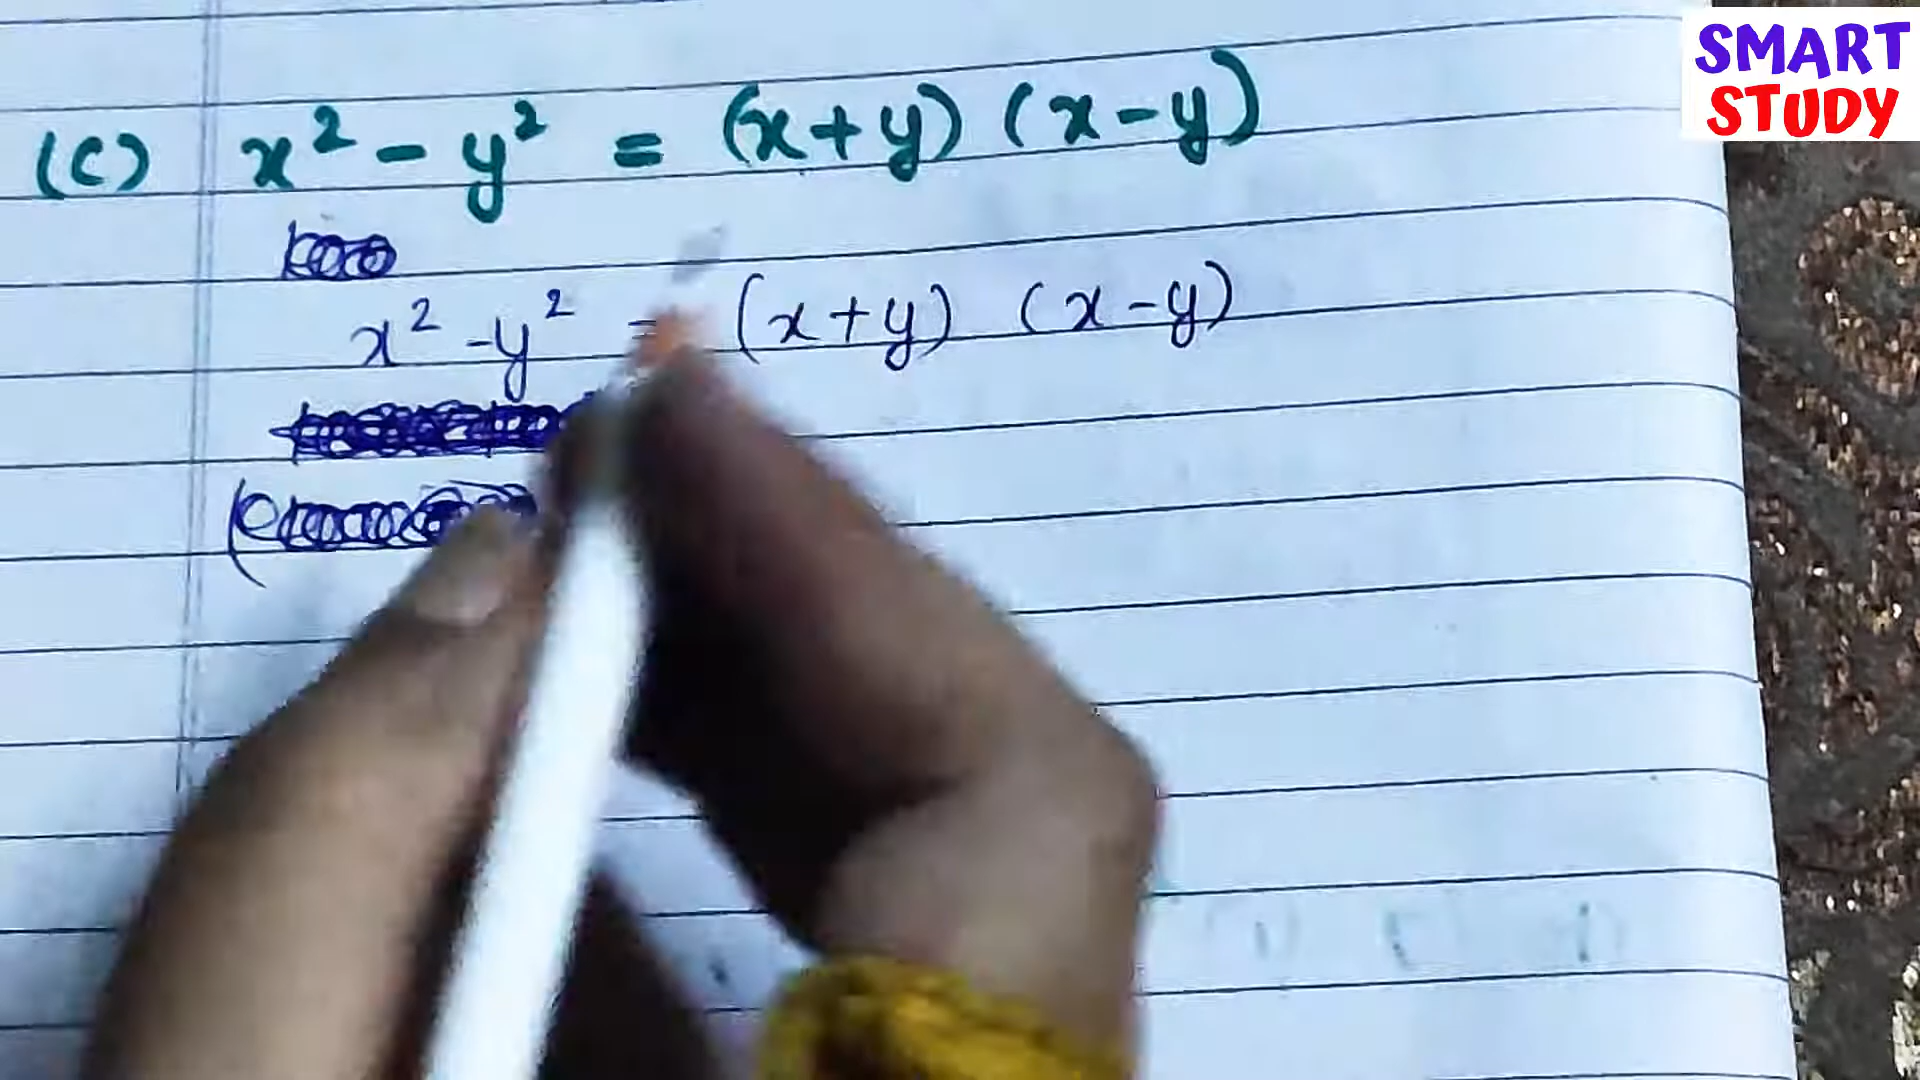 SMART
STUDY
(C) x² - y² = (x+y) (x-y)
x² - y² = (x+y) (x-y)